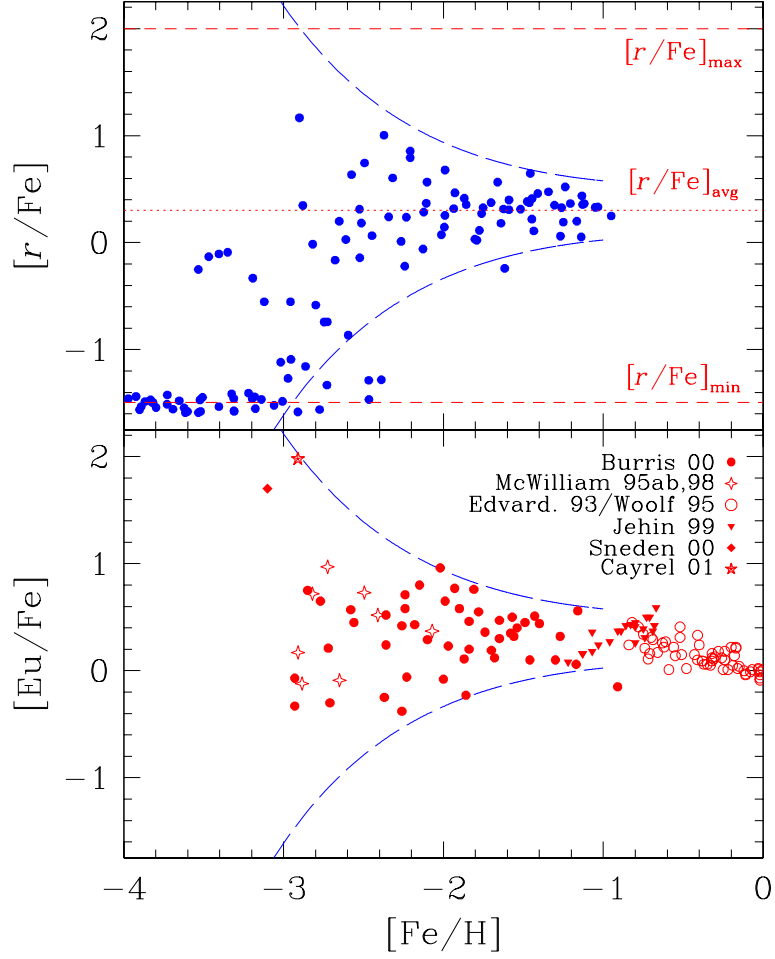 2
[r/Fe]max
1
[r/Fe]avg
[r/Fe]
0
−1
[r/Fe]min
2
Burris 00
McWilliam 95ab,98
Edvard. 93/Woolf 95
Jehin 99
Sneden 00
Cayrel 01
1
[Eu/Fe]
0
−1
−4 −3 −2 −1 0
[Fe/H]